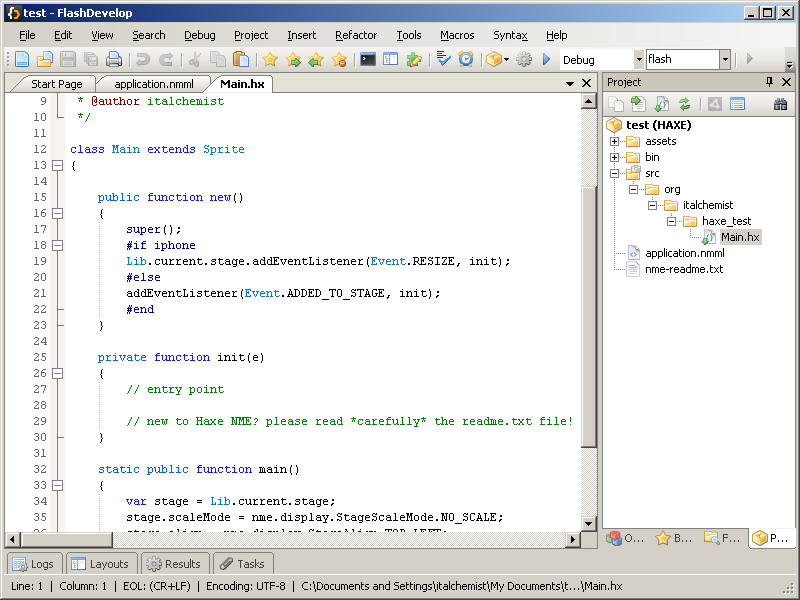 test - FlashDevelop
File Edit View Search Debug Project Insert Refactor Tools Macros Syntax Help
Debug flash
Start Page application.nmml Main.hx
9 * @author italchemist
10 */
11
12 class Main extends Sprite
13 {
14
15 public function new()
16 {
17 super();
18 #if iphone
19 Lib.current.stage.addEventListener(Event.RESIZE, init);
20 #else
21 addEventListener(Event.ADDED_TO_STAGE, init);
22 #end
23 }
24
25 private function init(e)
26 {
27 // entry point
28
29 // new to Haxe NME? please read *carefully* the readme.txt file!
30 }
31
32 static public function main()
33 {
34 var stage = Lib.current.stage;
35 stage.scaleMode = nme.display.StageScaleMode.NO_SCALE;
Project
test (HAXE)
assets
bin
src
org
italchemist
haxe_test
Main.hx
application.nmml
nme-readme.txt
O... B... F... P...
Logs Layouts Results Tasks
Line: 1 | Column: 1 | EOL: (CR+LF) | Encoding: UTF-8 | C:\Documents and Settings\italchemist\My Documents\t...\Main.hx